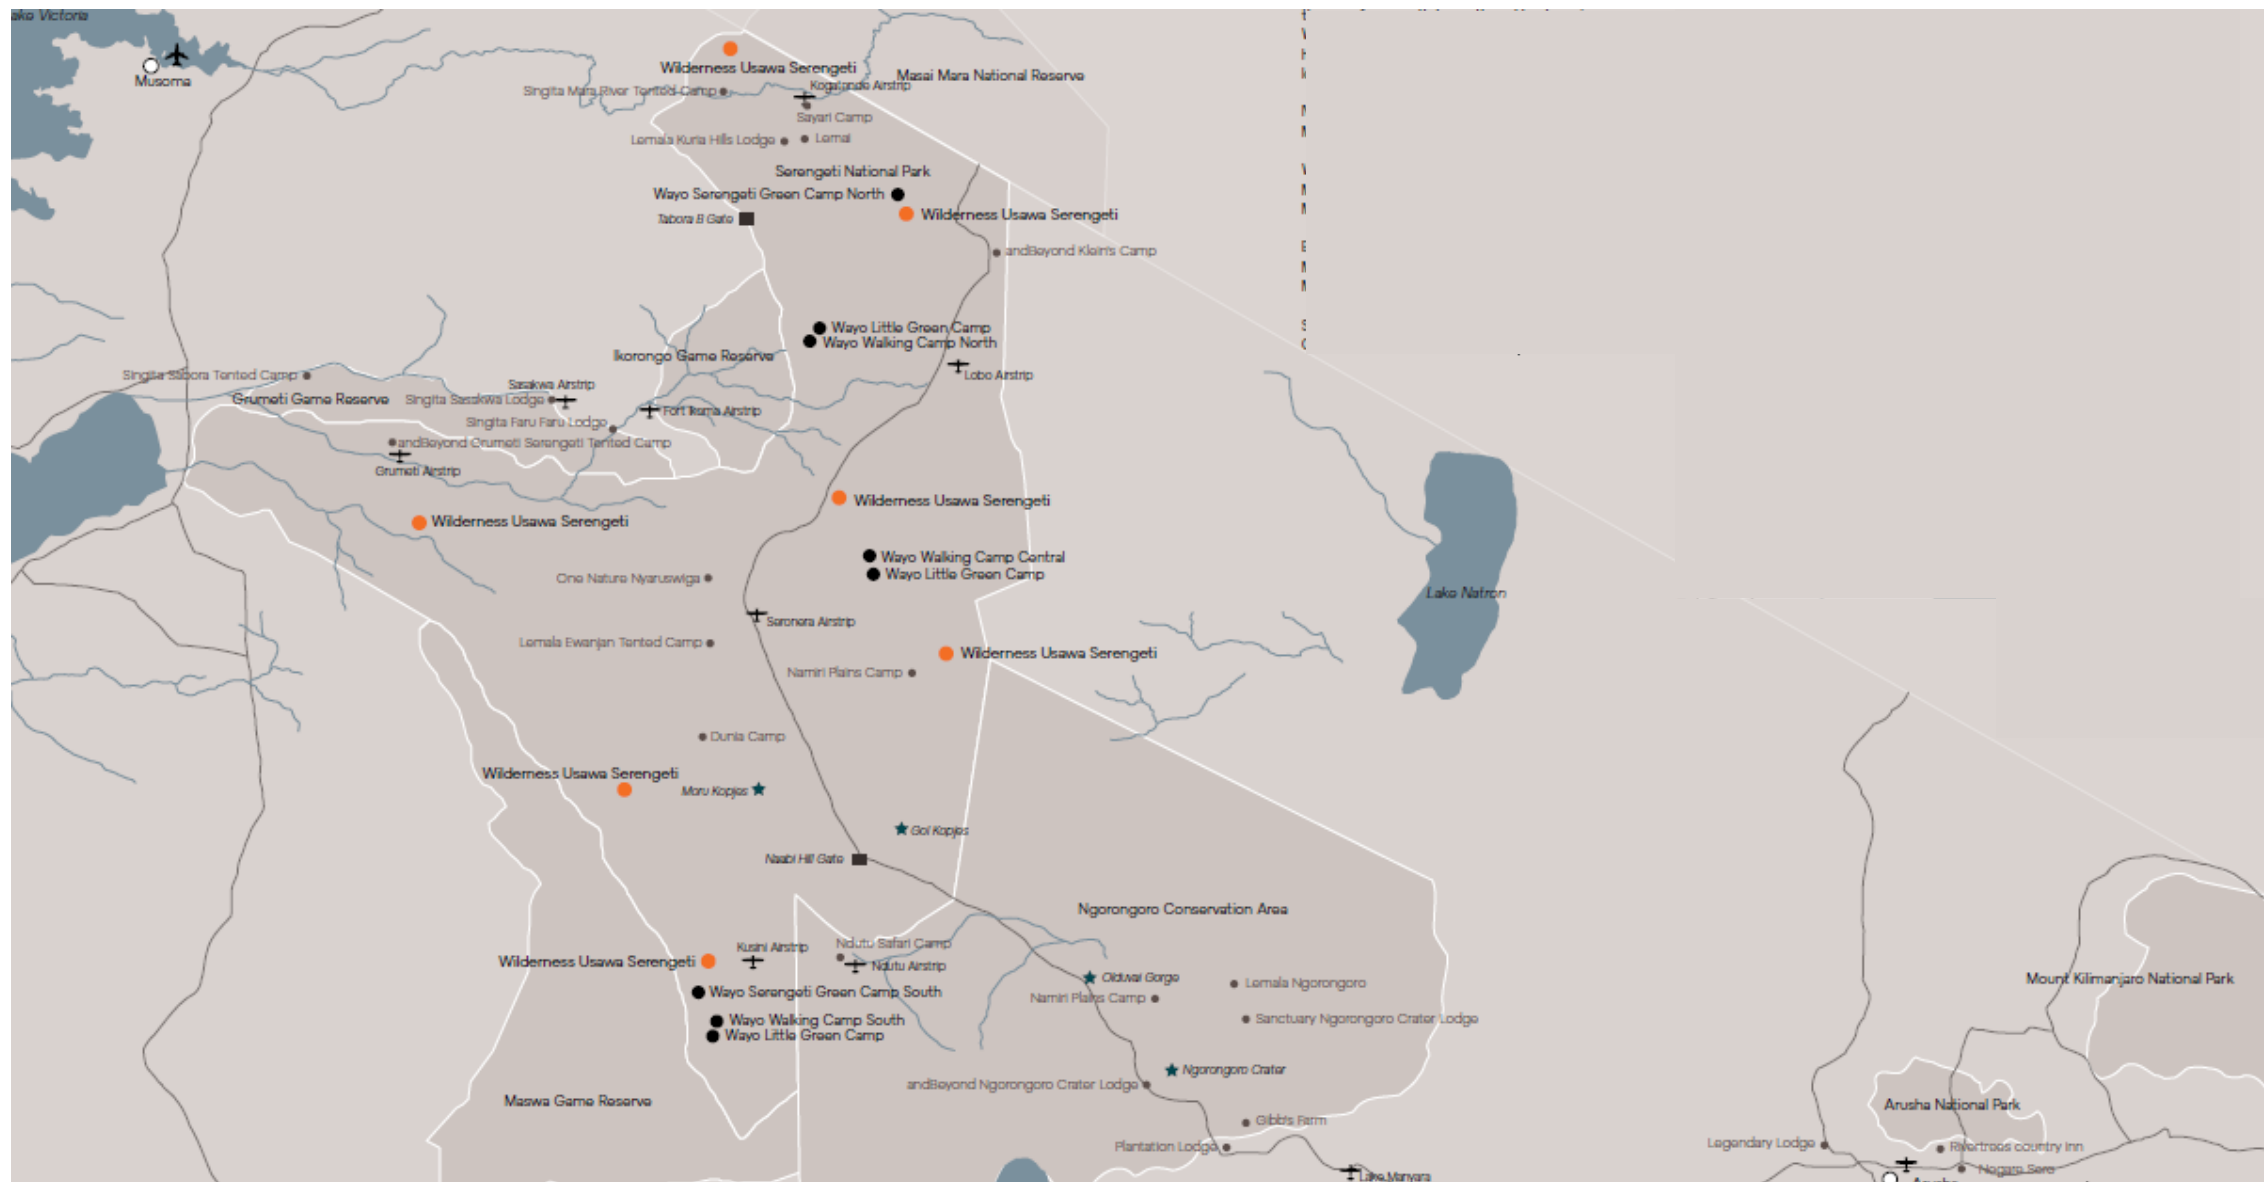 Lake Victoria
Musoma
Wilderness Usawa Serengeti
Masai Mara National Reserve
Singita Mara River Tented Camp
Kogatende Airstrip
Sayari Camp
Lemala Kuria Hills Lodge
Lemai
Serengeti National Park
Wayo Serengeti Green Camp North
Tabora B Gate
Wilderness Usawa Serengeti
andBeyond Klein's Camp
Wayo Little Green Camp
Wayo Walking Camp North
Ikorongo Game Reserve
Lobo Airstrip
Singita Sabora Tented Camp
Sasakwa Airstrip
Grumeti Game Reserve
Singita Sasakwa Lodge
Fort Ikoma Airstrip
Singita Faru Faru Lodge
andBeyond Grumeti Serengeti Tented Camp
Grumeti Airstrip
Wilderness Usawa Serengeti
Wilderness Usawa Serengeti
Wayo Walking Camp Central
Wayo Little Green Camp
One Nature Nyaruswiga
Lake Natron
Seronera Airstrip
Lemala Ewanjan Tented Camp
Wilderness Usawa Serengeti
Namiri Plains Camp
Dunia Camp
Wilderness Usawa Serengeti
Moru Kopjes
Gol Kopjes
Naabi Hill Gate
Ngorongoro Conservation Area
Kusini Airstrip
Ndutu Safari Camp
Wilderness Usawa Serengeti
Ndutu Airstrip
Olduvai Gorge
Lemala Ngorongoro
Mount Kilimanjaro National Park
Wayo Serengeti Green Camp South
Namiri Plains Camp
Wayo Walking Camp South
Sanctuary Ngorongoro Crater Lodge
Wayo Little Green Camp
Ngorongoro Crater
andBeyond Ngorongoro Crater Lodge
Maswa Game Reserve
Arusha National Park
Gibb's Farm
Plantation Lodge
Legendary Lodge
Rivertrees country inn
Negare Sero
Lake Manyara